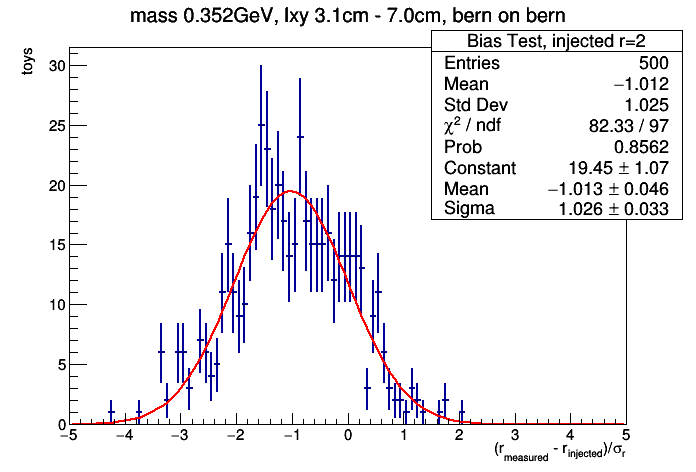 mass 0.352GeV, lxy 3.1cm - 7.0cm, bern on bern
toys
Bias Test, injected r=2
Entries 500
Mean −1.012
Std Dev 1.025
χ² / ndf 82.33 / 97
Prob 0.8562
Constant 19.45 ± 1.07
Mean −1.013 ± 0.046
Sigma 1.026 ± 0.033
30
25
20
15
10
5
0
−5 −4 −3 −2 −1 0 1 2 3 4 5
(r_measured - r_injected)/σ_r